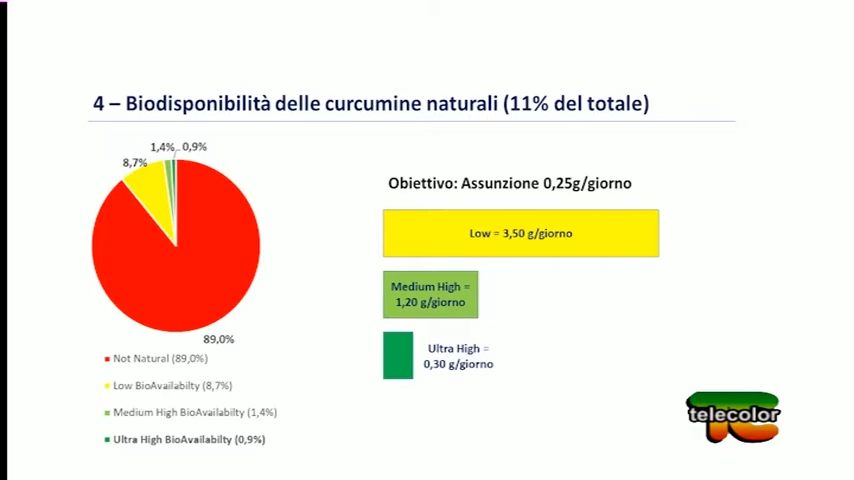 4 – Biodisponibilità delle curcumine naturali (11% del totale)
1,4%
0,9%
8,7%
89,0%
Not Natural (89,0%)
Low BioAvailabilty (8,7%)
Medium High BioAvailabilty (1,4%)
Ultra High BioAvailabilty (0,9%)
Obiettivo: Assunzione 0,25g/giorno
Low = 3,50 g/giorno
Medium High =
1,20 g/giorno
Ultra High =
0,30 g/giorno
telecolor